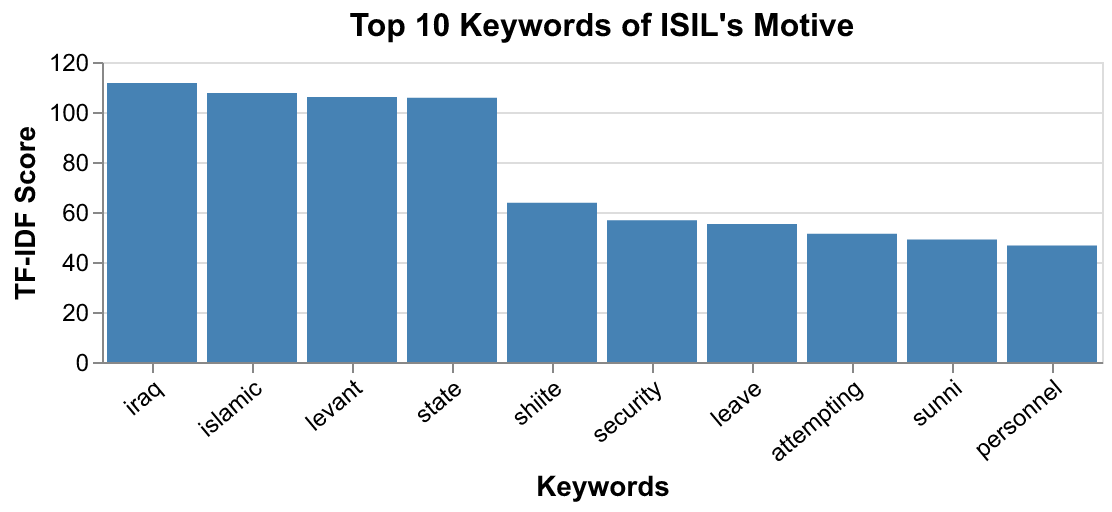 Top 10 Keywords of ISIL's Motive
TF-IDF Score
120
100
80
60
40
20
0
iraq
islamic
levant
state
shiite
security
leave
attempting
sunni
personnel
Keywords